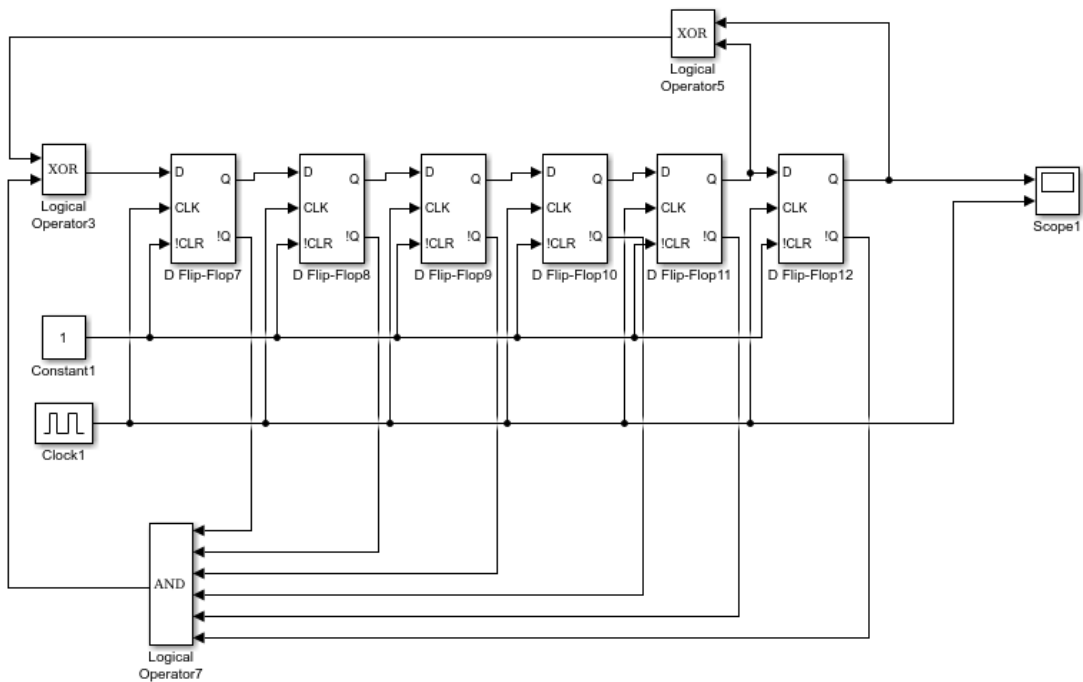 XOR
Logical
Operator5
XOR
Logical
Operator3
D Q
CLK
!CLR !Q
D Flip-Flop7
D Q
CLK
!CLR !Q
D Flip-Flop8
D Q
CLK
!CLR !Q
D Flip-Flop9
D Q
CLK
!CLR !Q
D Flip-Flop10
D Q
CLK
!CLR !Q
D Flip-Flop11
D Q
CLK
!CLR !Q
D Flip-Flop12
Scope1
1
Constant1
Clock1
AND
Logical
Operator7